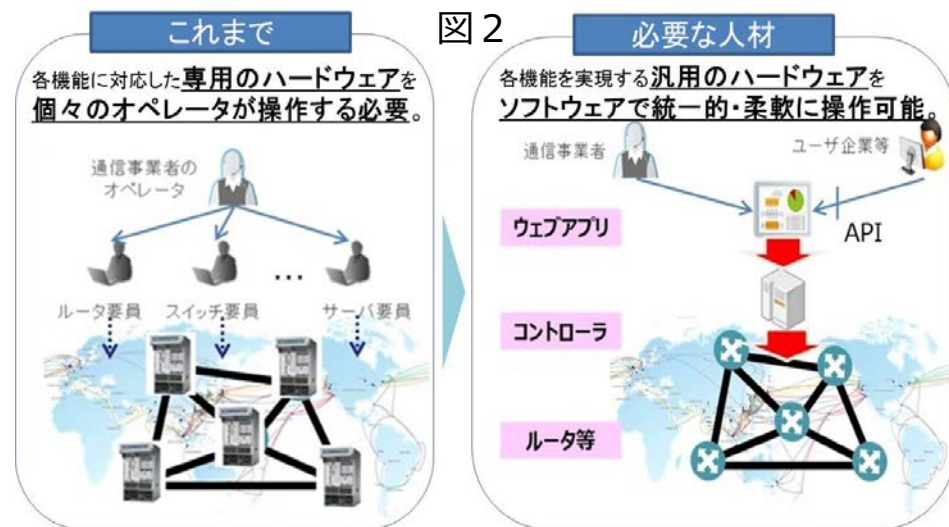 図２
これまで
各機能に対応した専用のハードウェアを
個々のオペレータが操作する必要。
通信事業者の
オペレータ
・・・
ルータ要員
スイッチ要員
サーバ要員
必要な人材
各機能を実現する汎用のハードウェアを
ソフトウェアで統一的・柔軟に操作可能。
通信事業者
ユーザ企業等
ウェブアプリ
API
コントローラ
ルータ等